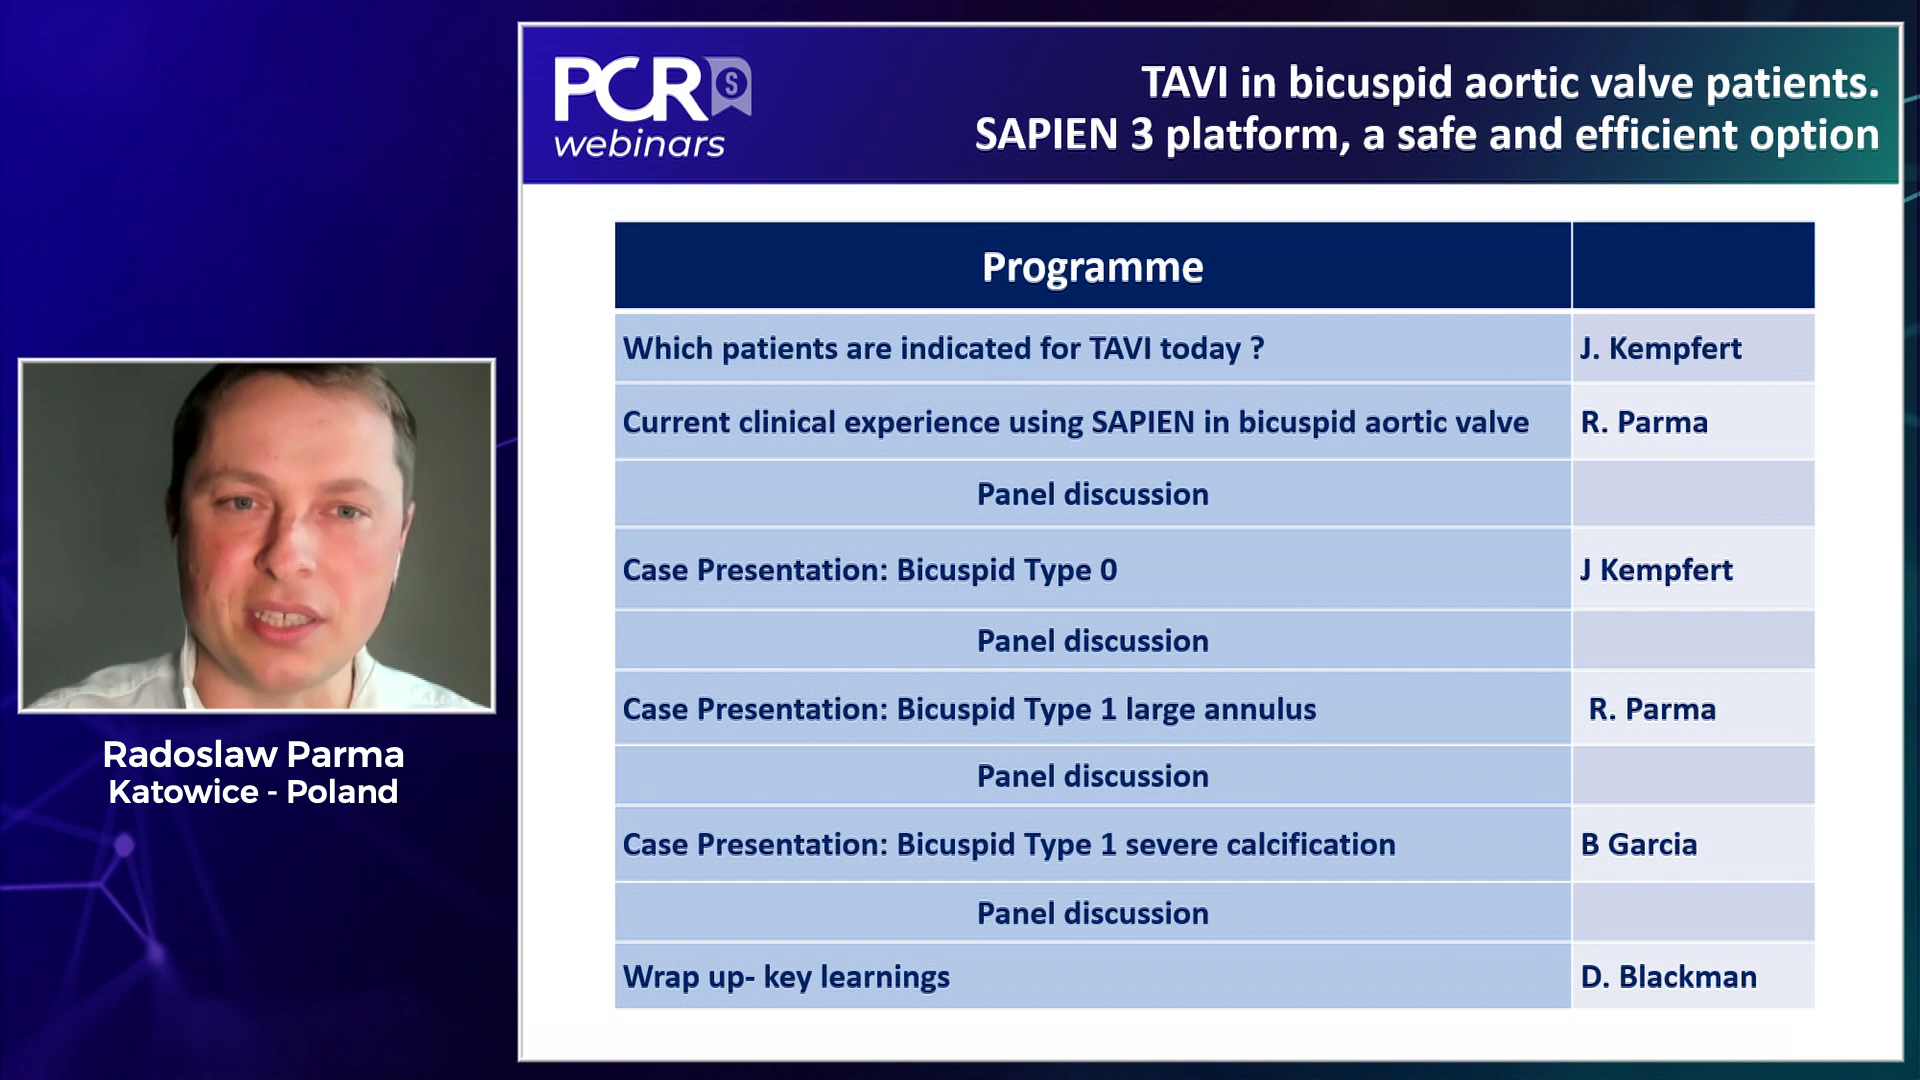 PCR S
webinars
TAVI in bicuspid aortic valve patients.
SAPIEN 3 platform, a safe and efficient option
Programme
Which patients are indicated for TAVI today ? J. Kempfert
Current clinical experience using SAPIEN in bicuspid aortic valve R. Parma
Panel discussion
Case Presentation: Bicuspid Type 0 J Kempfert
Panel discussion
Case Presentation: Bicuspid Type 1 large annulus R. Parma
Panel discussion
Case Presentation: Bicuspid Type 1 severe calcification B Garcia
Panel discussion
Wrap up- key learnings D. Blackman
Radoslaw Parma
Katowice - Poland